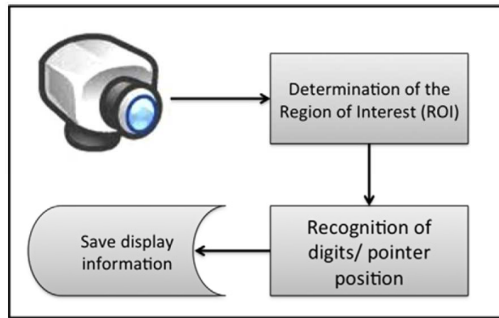 Determination of the
Region of Interest (ROI)
Recognition of
digits/ pointer
position
Save display
information